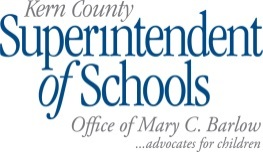 Kern County
Superintendent
of Schools
Office of Mary C. Barlow
...advocates for children